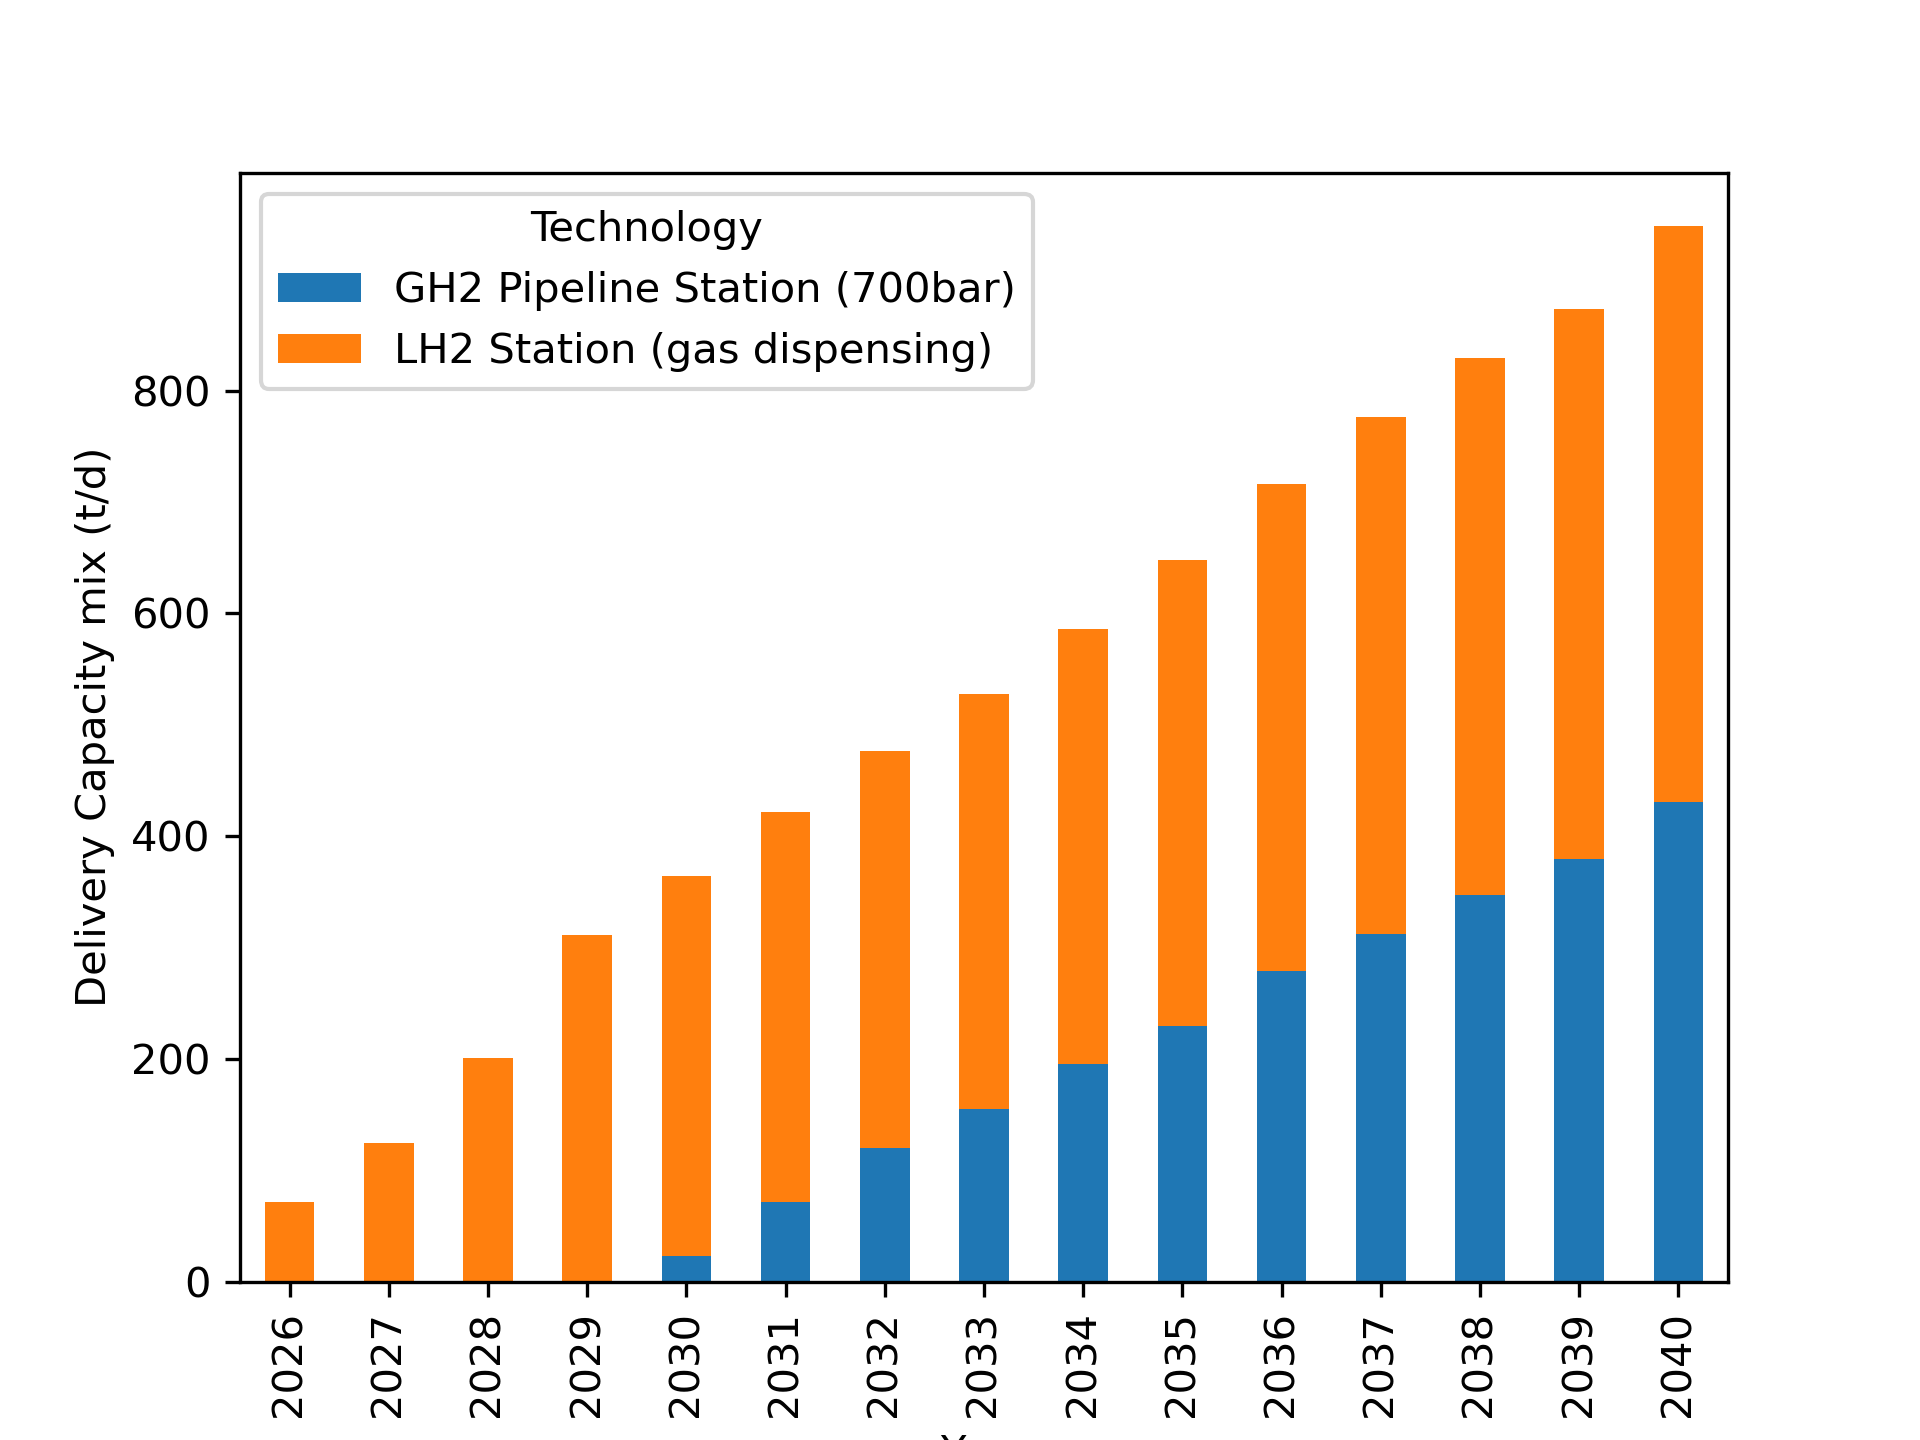 Technology
GH2 Pipeline Station (700bar)
LH2 Station (gas dispensing)
Delivery Capacity mix (t/d)
800
600
400
200
0
2026 2027 2028 2029 2030 2031 2032 2033 2034 2035 2036 2037 2038 2039 2040